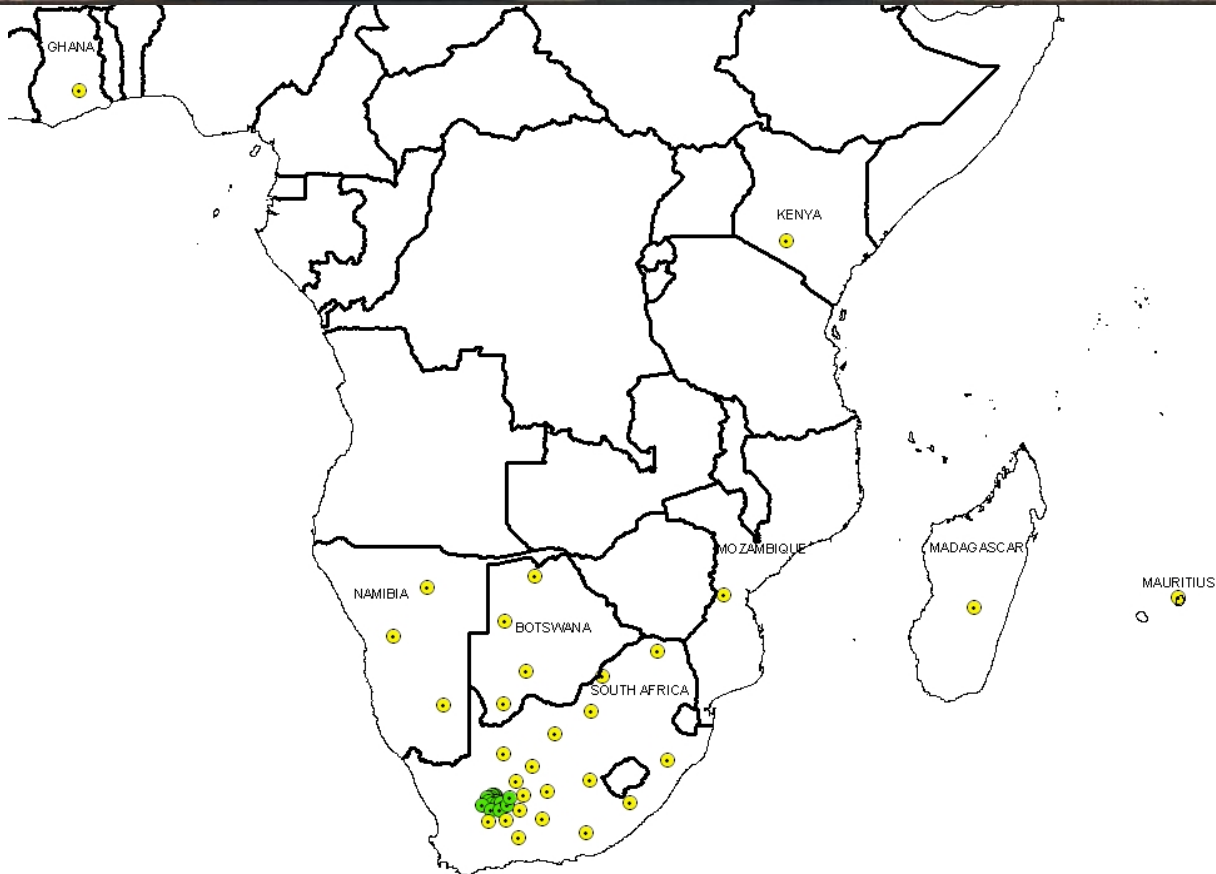 GHANA
KENYA
MOZAMBIQUE
MADAGASCAR
MAURITIUS
NAMIBIA
BOTSWANA
SOUTH AFRICA